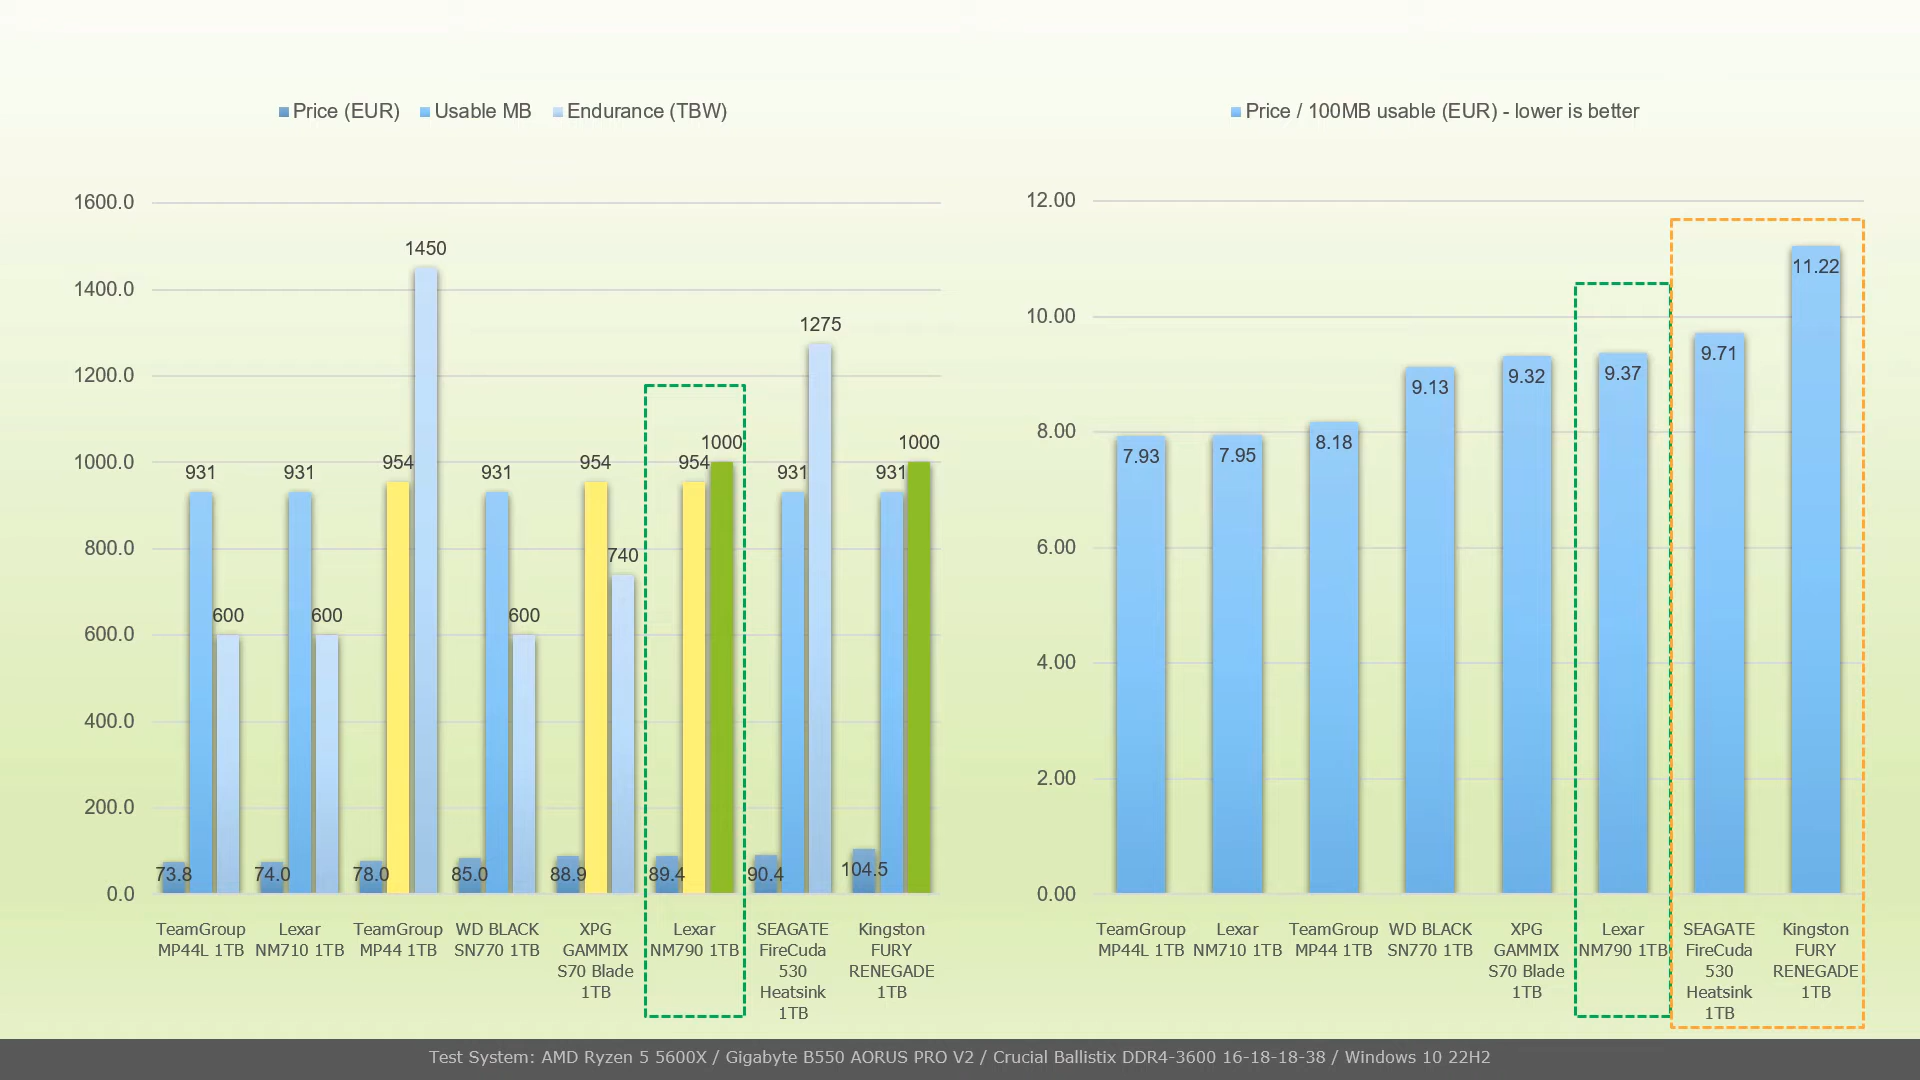 Price (EUR) Usable MB Endurance (TBW)
1600.0
1400.0
1200.0
1000.0
800.0
600.0
400.0
200.0
0.0
1450
1275
1000
1000
931
931
954
931
954
954
931
931
740
600
600
600
73.8
74.0
78.0
85.0
88.9
89.4
90.4
104.5
TeamGroup
MP44L 1TB
Lexar
NM710 1TB
TeamGroup
MP44 1TB
WD BLACK
SN770 1TB
XPG
GAMMIX
S70 Blade
1TB
Lexar
NM790 1TB
SEAGATE
FireCuda
530
Heatsink
1TB
Kingston
FURY
RENEGADE
1TB
Price / 100MB usable (EUR) - lower is better
12.00
10.00
8.00
6.00
4.00
2.00
0.00
7.93
7.95
8.18
9.13
9.32
9.37
9.71
11.22
TeamGroup
MP44L 1TB
Lexar
NM710 1TB
TeamGroup
MP44 1TB
WD BLACK
SN770 1TB
XPG
GAMMIX
S70 Blade
1TB
Lexar
NM790 1TB
SEAGATE
FireCuda
530
Heatsink
1TB
Kingston
FURY
RENEGADE
1TB
Test System: AMD Ryzen 5 5600X / Gigabyte B550 AORUS PRO V2 / Crucial Ballistix DDR4-3600 16-18-18-38 / Windows 10 22H2